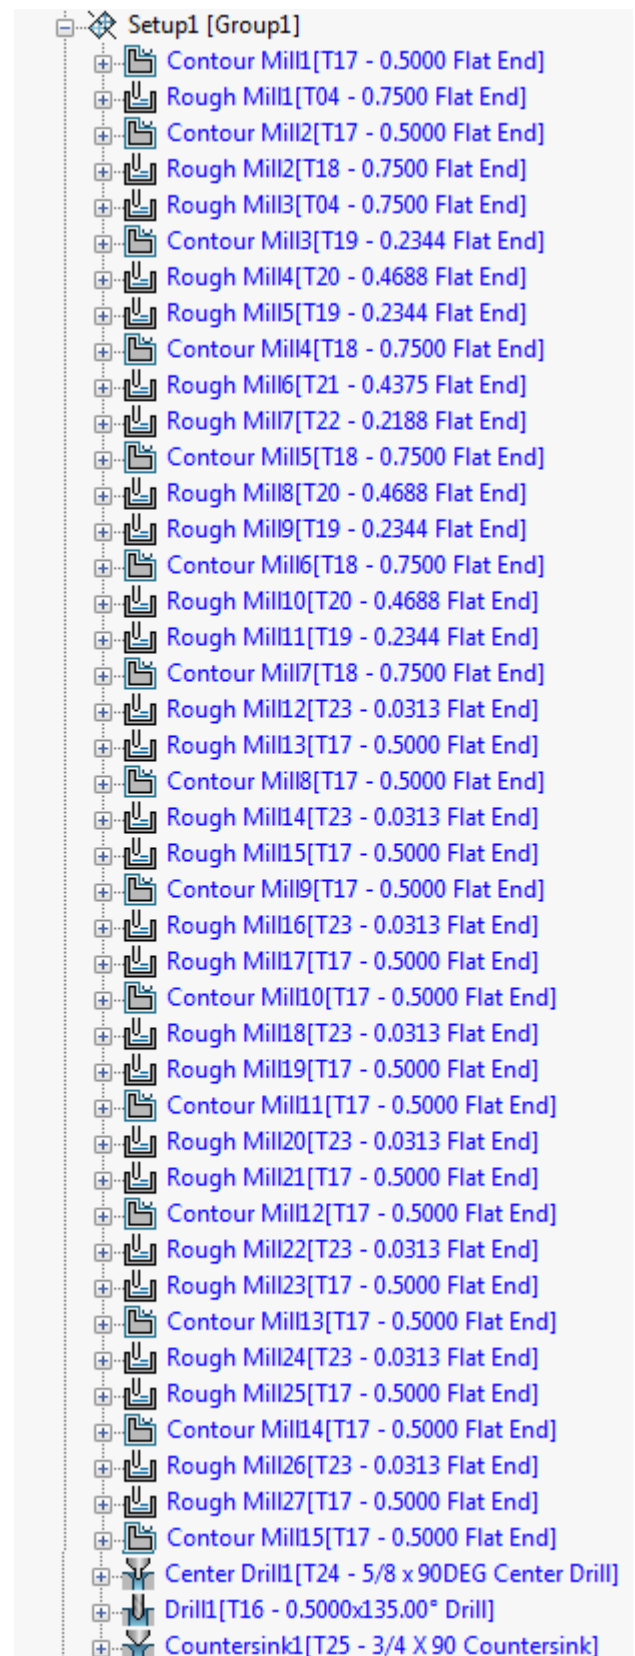 Setup1 [Group1]
Contour Mill1[T17 - 0.5000 Flat End]
Rough Mill1[T04 - 0.7500 Flat End]
Contour Mill2[T17 - 0.5000 Flat End]
Rough Mill2[T18 - 0.7500 Flat End]
Rough Mill3[T04 - 0.7500 Flat End]
Contour Mill3[T19 - 0.2344 Flat End]
Rough Mill4[T20 - 0.4688 Flat End]
Rough Mill5[T19 - 0.2344 Flat End]
Contour Mill4[T18 - 0.7500 Flat End]
Rough Mill6[T21 - 0.4375 Flat End]
Rough Mill7[T22 - 0.2188 Flat End]
Contour Mill5[T18 - 0.7500 Flat End]
Rough Mill8[T20 - 0.4688 Flat End]
Rough Mill9[T19 - 0.2344 Flat End]
Contour Mill6[T18 - 0.7500 Flat End]
Rough Mill10[T20 - 0.4688 Flat End]
Rough Mill11[T19 - 0.2344 Flat End]
Contour Mill7[T18 - 0.7500 Flat End]
Rough Mill12[T23 - 0.0313 Flat End]
Rough Mill13[T17 - 0.5000 Flat End]
Contour Mill8[T17 - 0.5000 Flat End]
Rough Mill14[T23 - 0.0313 Flat End]
Rough Mill15[T17 - 0.5000 Flat End]
Contour Mill9[T17 - 0.5000 Flat End]
Rough Mill16[T23 - 0.0313 Flat End]
Rough Mill17[T17 - 0.5000 Flat End]
Contour Mill10[T17 - 0.5000 Flat End]
Rough Mill18[T23 - 0.0313 Flat End]
Rough Mill19[T17 - 0.5000 Flat End]
Contour Mill11[T17 - 0.5000 Flat End]
Rough Mill20[T23 - 0.0313 Flat End]
Rough Mill21[T17 - 0.5000 Flat End]
Contour Mill12[T17 - 0.5000 Flat End]
Rough Mill22[T23 - 0.0313 Flat End]
Rough Mill23[T17 - 0.5000 Flat End]
Contour Mill13[T17 - 0.5000 Flat End]
Rough Mill24[T23 - 0.0313 Flat End]
Rough Mill25[T17 - 0.5000 Flat End]
Contour Mill14[T17 - 0.5000 Flat End]
Rough Mill26[T23 - 0.0313 Flat End]
Rough Mill27[T17 - 0.5000 Flat End]
Contour Mill15[T17 - 0.5000 Flat End]
Center Drill1[T24 - 5/8 x 90DEG Center Drill]
Drill1[T16 - 0.5000x135.00° Drill]
Countersink1[T25 - 3/4 X 90 Countersink]